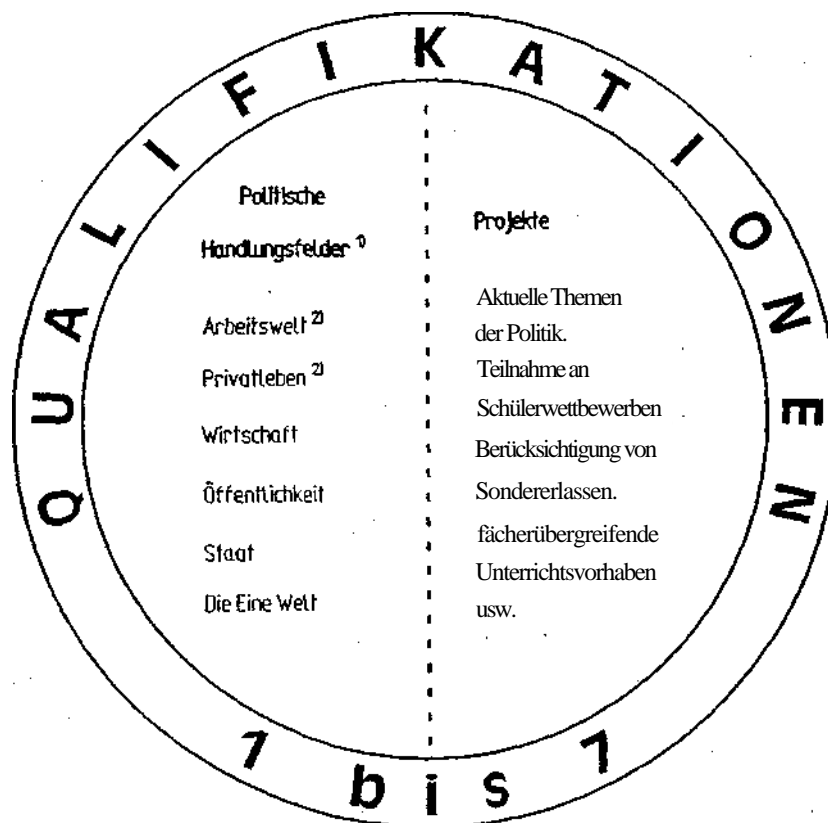 QUALIFIKATIONEN
Politische
Handlungsfelder 1)
Arbeitswelt 2)
Privatleben 2)
Wirtschaft
Öffentlichkeit
Staat
Die Eine Welt
Projekte
Aktuelle Themen
der Politik.
Teilnahme an
Schülerwettbewerben
Berücksichtigung von
Sondererlassen.
fächerübergreifende
Unterrichtsvorhaben
usw.
1 bis 7